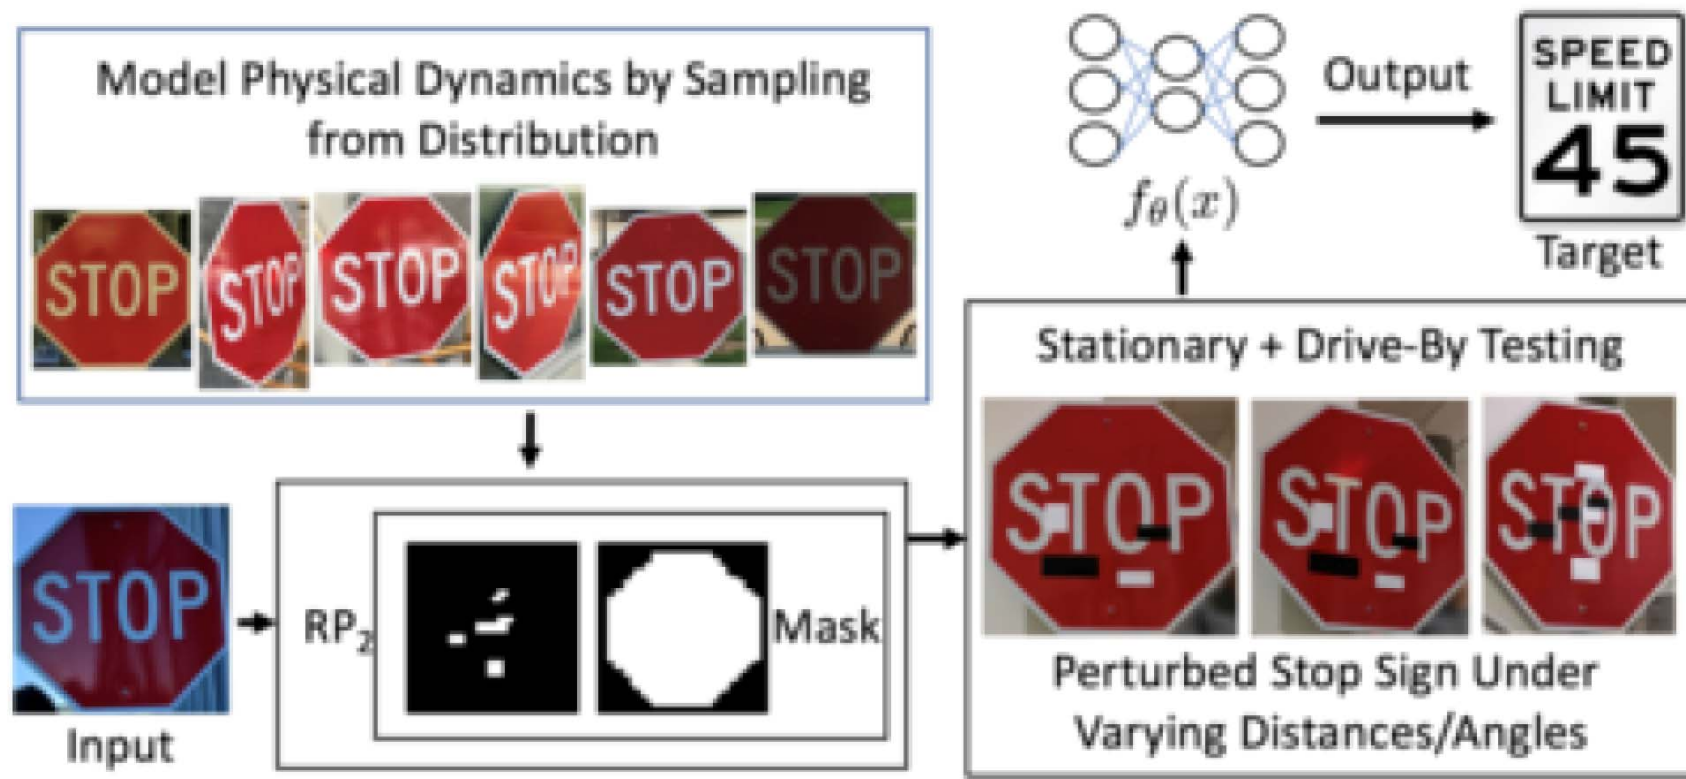 Model Physical Dynamics by Sampling
from Distribution
STOP
STOP
STOP
STOP
STOP
STOP
Output
SPEED
LIMIT
45
Target
fθ(x)
Stationary + Drive-By Testing
STOP
STOP
STOP
Perturbed Stop Sign Under
Varying Distances/Angles
STOP
Input
RP₂
Mask